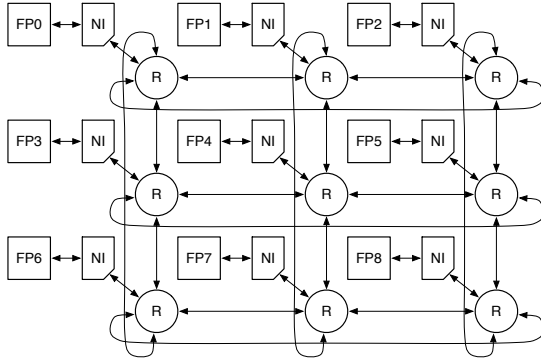 FP0 NI FP1 NI FP2 NI
R R R
FP3 NI FP4 NI FP5 NI
R R R
FP6 NI FP7 NI FP8 NI
R R R